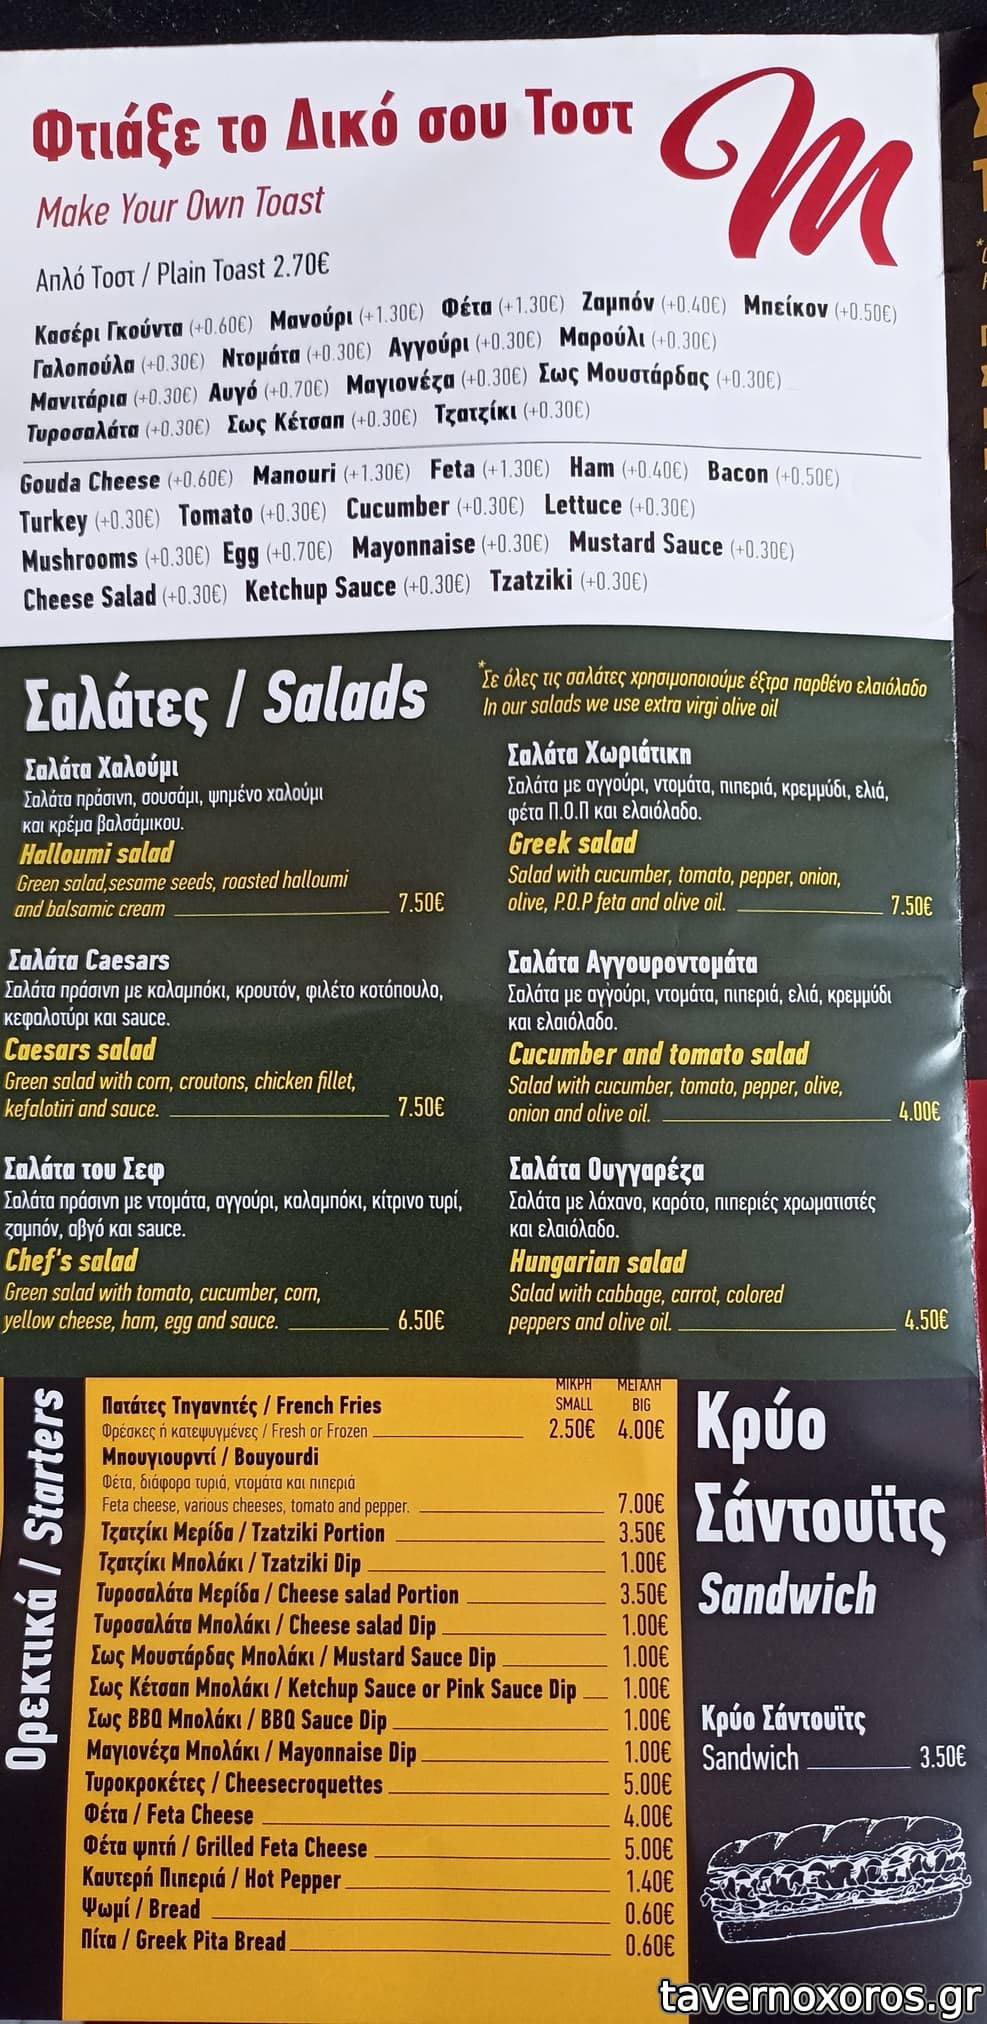 Φτιάξε το Δικό σου Τοστ
Make Your Own Toast
Απλό Τοστ / Plain Toast 2.70€
Κασέρι Γκούντα (+0.60€) Μανούρι (+1.30€) Φέτα (+1.30€) Ζαμπόν (+0.40€) Μπείκον (+0.50€)
Γαλοπούλα (+0.30€) Ντομάτα (+0.30€) Αγγούρι (+0.30€) Μαρούλι (+0.30€)
Μανιτάρια (+0.30€) Αυγό (+0.70€) Μαγιονέζα (+0.30€) Σως Μουστάρδας (+0.30€)
Τυροσαλάτα (+0.30€) Σως Κέτσαπ (+0.30€) Τζατζίκι (+0.30€)
Gouda Cheese (+0.60€) Manouri (+1.30€) Feta (+1.30€) Ham (+0.40€) Bacon (+0.50€)
Turkey (+0.30€) Tomato (+0.30€) Cucumber (+0.30€) Lettuce (+0.30€)
Mushrooms (+0.30€) Egg (+0.70€) Mayonnaise (+0.30€) Mustard Sauce (+0.30€)
Cheese Salad (+0.30€) Ketchup Sauce (+0.30€) Tzatziki (+0.30€)
Σαλάτες / Salads
*Σε όλες τις σαλάτες χρησιμοποιούμε έξτρα παρθένο ελαιόλαδο
In our salads we use extra virgi olive oil
Σαλάτα Χαλούμι
Σαλάτα πράσινη, σουσάμι, ψημένο χαλούμι
και κρέμα βαλσάμικου.
Halloumi salad
Green salad,sesame seeds, roasted halloumi
and balsamic cream 7.50€
Σαλάτα Caesars
Σαλάτα πράσινη με καλαμπόκι, κρουτόν, φιλέτο κοτόπουλο,
κεφαλοτύρι και sauce.
Caesars salad
Green salad with corn, croutons, chicken fillet,
kefalotiri and sauce. 7.50€
Σαλάτα του Σεφ
Σαλάτα πράσινη με ντομάτα, αγγούρι, καλαμπόκι, κίτρινο τυρί,
ζαμπόν, αβγό και sauce.
Chef's salad
Green salad with tomato, cucumber, corn,
yellow cheese, ham, egg and sauce. 6.50€
Σαλάτα Χωριάτικη
Σαλάτα με αγγούρι, ντομάτα, πιπεριά, κρεμμύδι, ελιά,
φέτα Π.Ο.Π και ελαιόλαδο.
Greek salad
Salad with cucumber, tomato, pepper, onion,
olive, P.O.P feta and olive oil. 7.50€
Σαλάτα Αγγουροντομάτα
Σαλάτα με αγγούρι, ντομάτα, πιπεριά, ελιά, κρεμμύδι
και ελαιόλαδο.
Cucumber and tomato salad
Salad with cucumber, tomato, pepper, olive,
onion and olive oil. 4.00€
Σαλάτα Ουγγαρέζα
Σαλάτα με λάχανο, καρότο, πιπεριές χρωματιστές
και ελαιόλαδο.
Hungarian salad
Salad with cabbage, carrot, colored
peppers and olive oil. 4.50€
Ορεκτικά / Starters
ΜΙΚΡΗ ΜΕΓΑΛΗ
Πατάτες Τηγανητές / French Fries SMALL BIG
Φρέσκες ή κατεψυγμένες / Fresh or Frozen 2.50€ 4.00€
Μπουγιουρντί / Bouyourdi
Φέτα, διάφορα τυριά, ντομάτα και πιπεριά
Feta cheese, various cheeses, tomato and pepper. 7.00€
Τζατζίκι Μερίδα / Tzatziki Portion 3.50€
Τζατζίκι Μπολάκι / Tzatziki Dip 1.00€
Τυροσαλάτα Μερίδα / Cheese salad Portion 3.50€
Τυροσαλάτα Μπολάκι / Cheese salad Dip 1.00€
Σως Μουστάρδας Μπολάκι / Mustard Sauce Dip 1.00€
Σως Κέτσαπ Μπολάκι / Ketchup Sauce or Pink Sauce Dip 1.00€
Σως BBQ Μπολάκι / BBQ Sauce Dip 1.00€
Μαγιονέζα Μπολάκι / Mayonnaise Dip 1.00€
Τυροκροκέτες / Cheesecroquettes 5.00€
Φέτα / Feta Cheese 4.00€
Φέτα ψητή / Grilled Feta Cheese 5.00€
Καυτερή Πιπεριά / Hot Pepper 1.40€
Ψωμί / Bread 0.60€
Πίτα / Greek Pita Bread 0.60€
Κρύο
Σάντουϊτς
Sandwich
Κρύο Σάντουϊτς
Sandwich 3.50€
tavernoxoros.gr